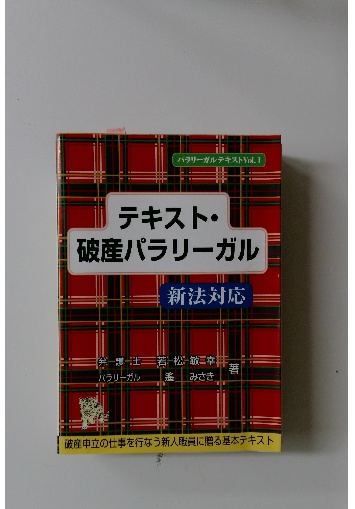 パラリーガルテキストVol.1
テキスト・
破産パラリーガル
新法対応
弁護士 若松敏幸
パラリーガル 遙 みさき
著
破産申立の仕事を行なう新人職員に贈る基本テキスト